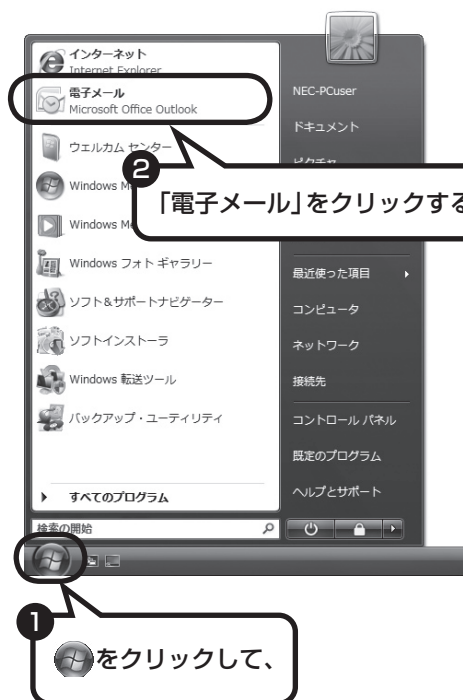 インターネット
Internet Explorer
電子メール
Microsoft Office Outlook
ウェルカム センター
Windows
Windows
Windows フォト ギャラリー
ソフト&サポートナビゲーター
ソフトインストーラ
Windows 転送ツール
バックアップ・ユーティリティ
すべてのプログラム
検索の開始
NEC-PCuser
ドキュメント
ピクチャ
最近使った項目
コンピュータ
ネットワーク
接続先
コントロール パネル
既定のプログラム
ヘルプとサポート
2
「電子メール」をクリックする
1
をクリックして、